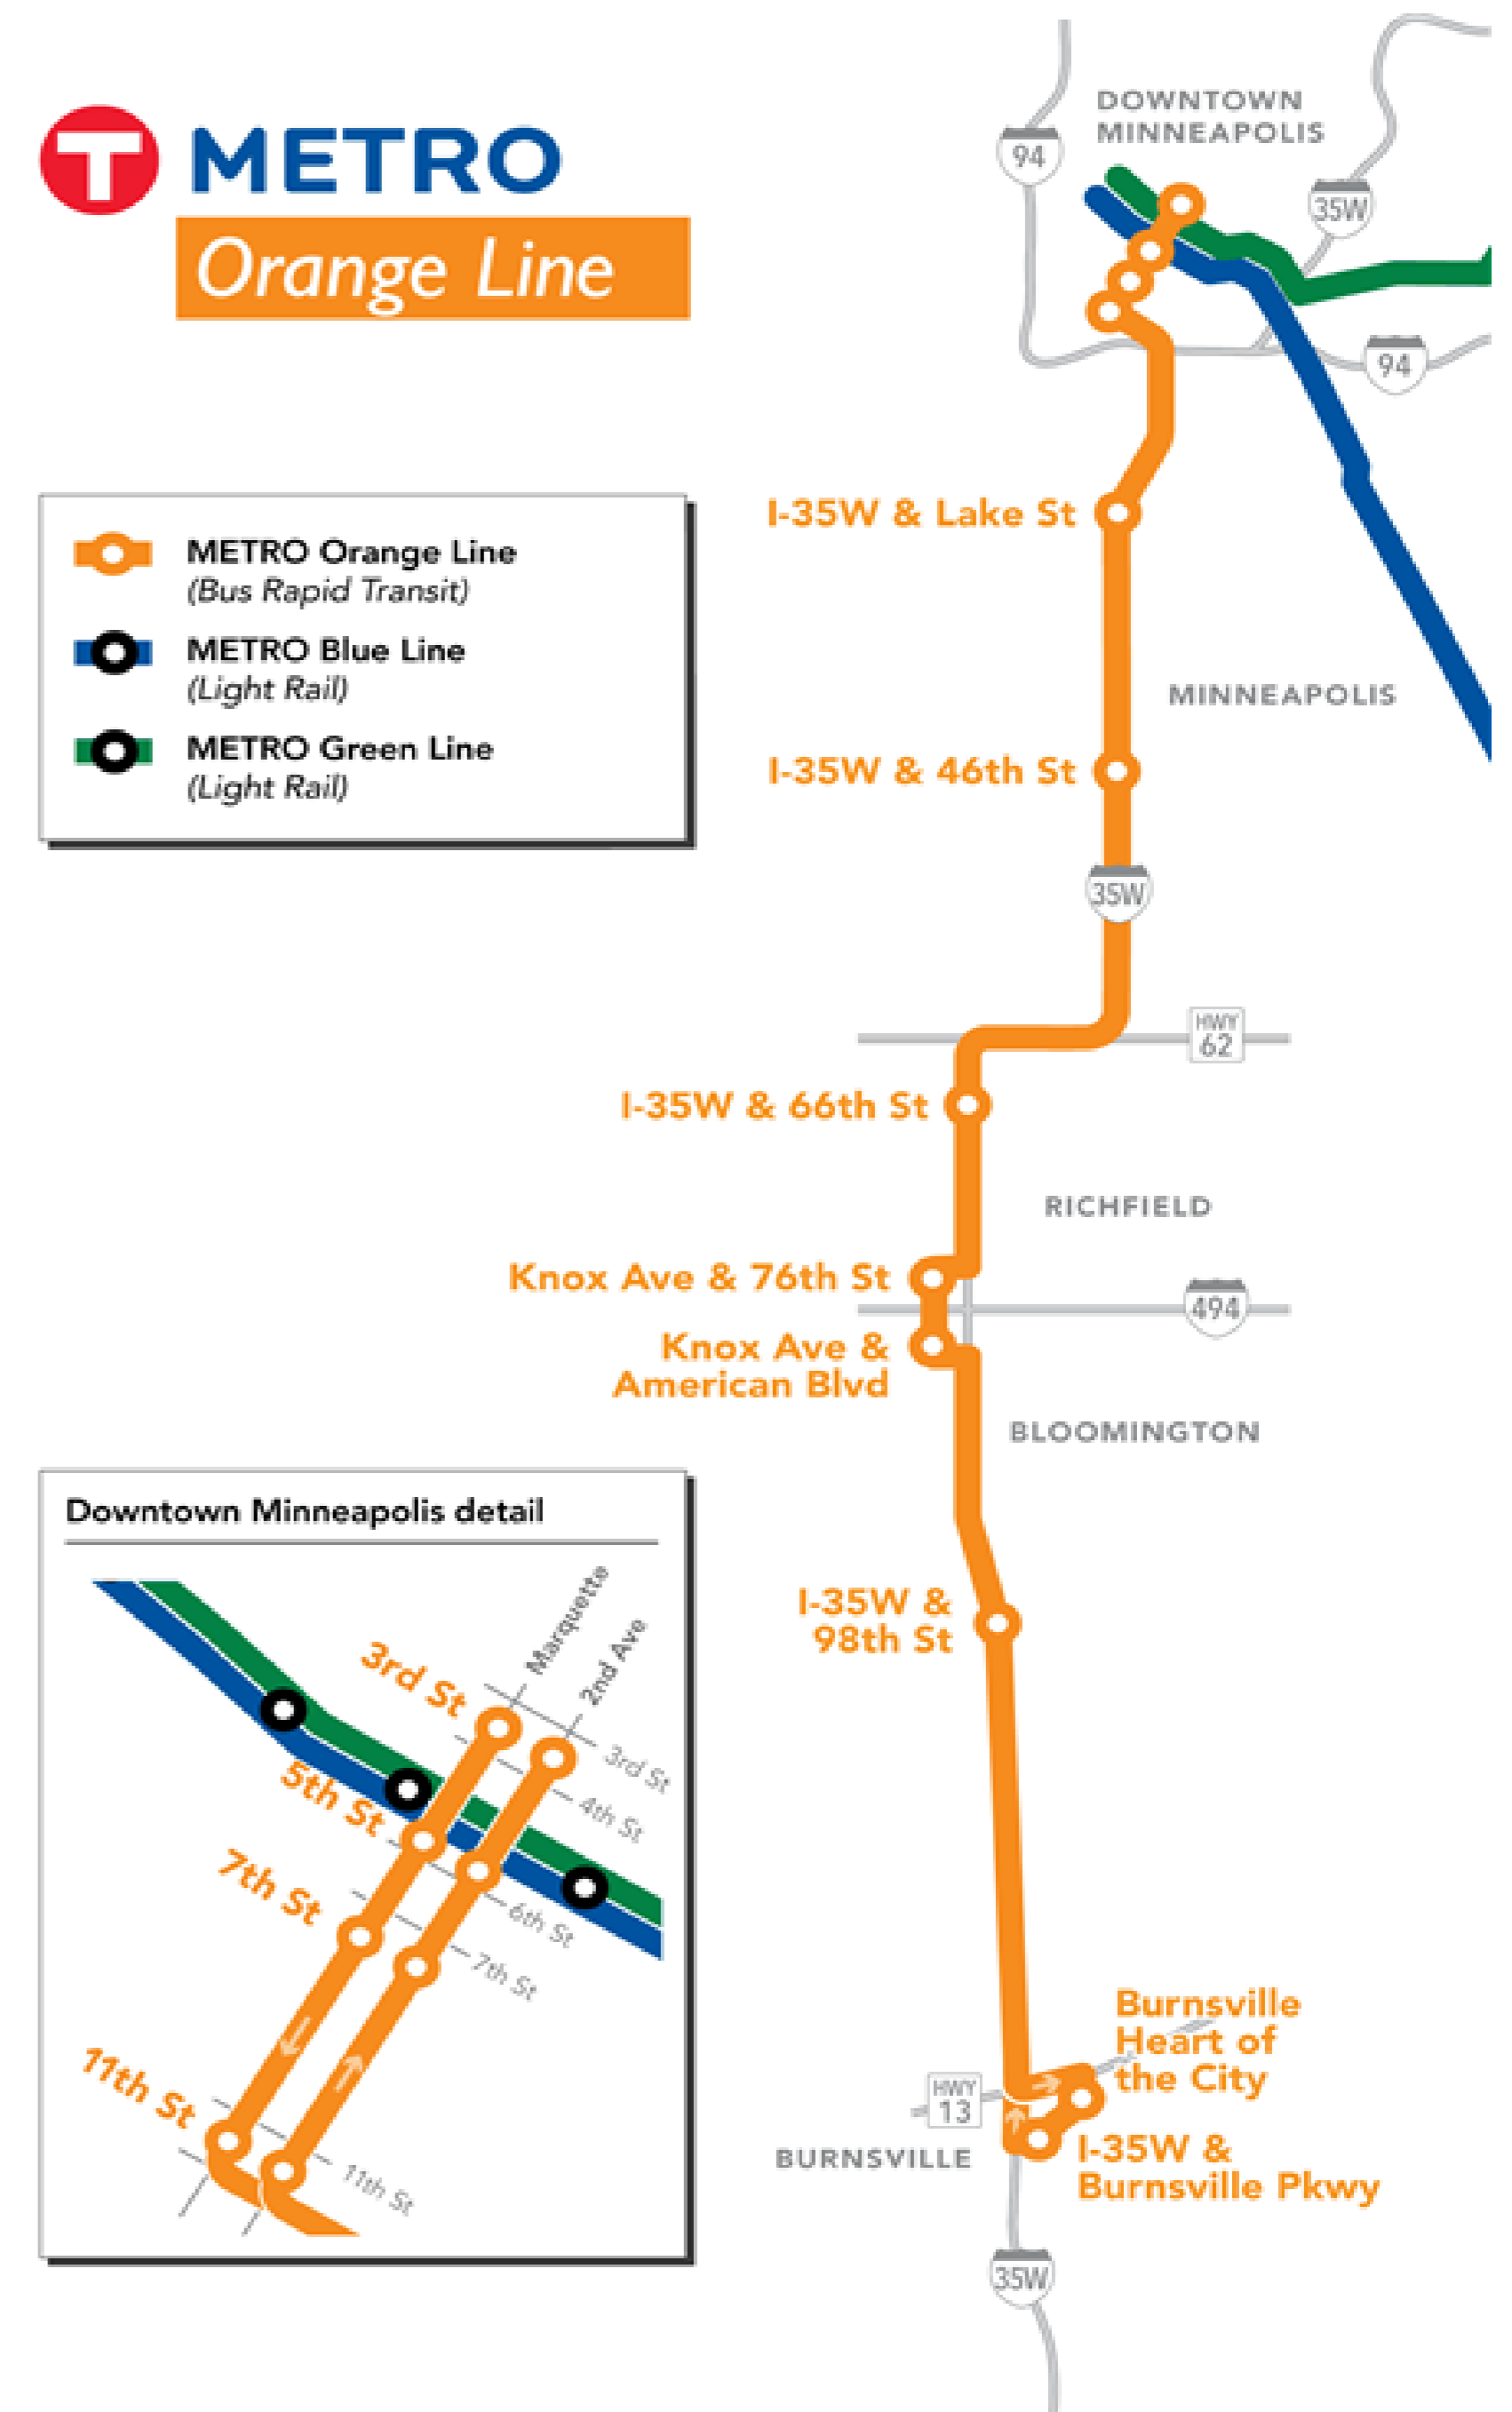 T METRO
Orange Line
METRO Orange Line
(Bus Rapid Transit)
METRO Blue Line
(Light Rail)
METRO Green Line
(Light Rail)
DOWNTOWN
MINNEAPOLIS
94
35W
94
I-35W & Lake St
MINNEAPOLIS
I-35W & 46th St
35W
HWY
62
I-35W & 66th St
RICHFIELD
Knox Ave & 76th St
494
Knox Ave &
American Blvd
BLOOMINGTON
I-35W &
98th St
Burnsville
Heart of
the City
HWY
13
BURNSVILLE
I-35W &
Burnsville Pkwy
35W
Downtown Minneapolis detail
Marquette
2nd Ave
3rd St
3rd St
4th St
5th St
6th St
7th St
7th St
11th St
11th St